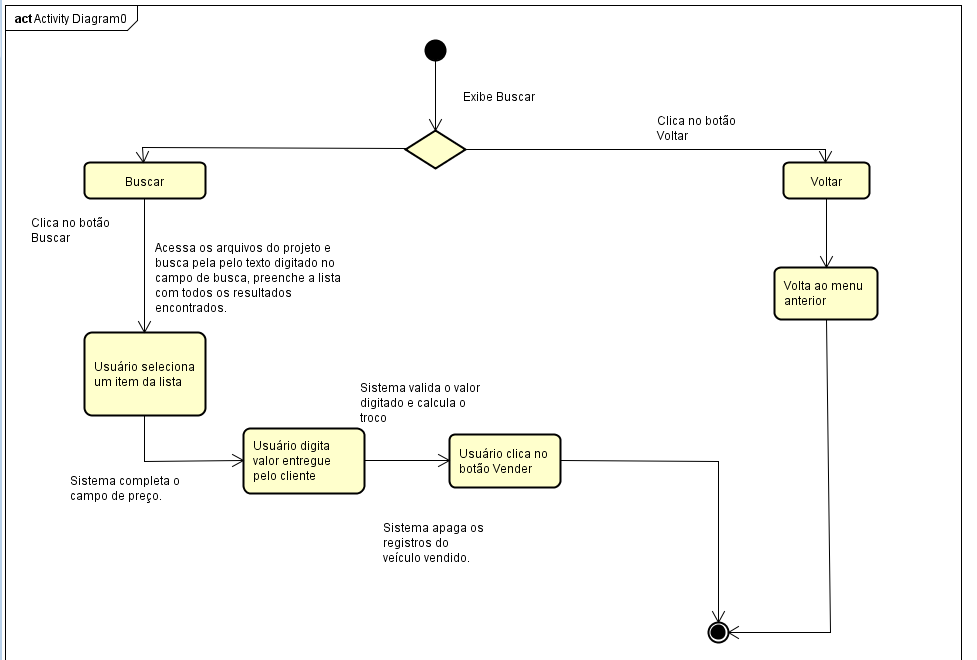 act Activity Diagram0
Exibe Buscar
Clica no botão
Voltar
Buscar
Voltar
Clica no botão
Buscar
Acessa os arquivos do projeto e
busca pela pelo texto digitado no
campo de busca, preenche a lista
com todos os resultados
encontrados.
Volta ao menu
anterior
Usuário seleciona
um item da lista
Sistema valida o valor
digitado e calcula o
troco
Usuário digita
valor entregue
pelo cliente
Usuário clica no
botão Vender
Sistema completa o
campo de preço.
Sistema apaga os
registros do
veículo vendido.